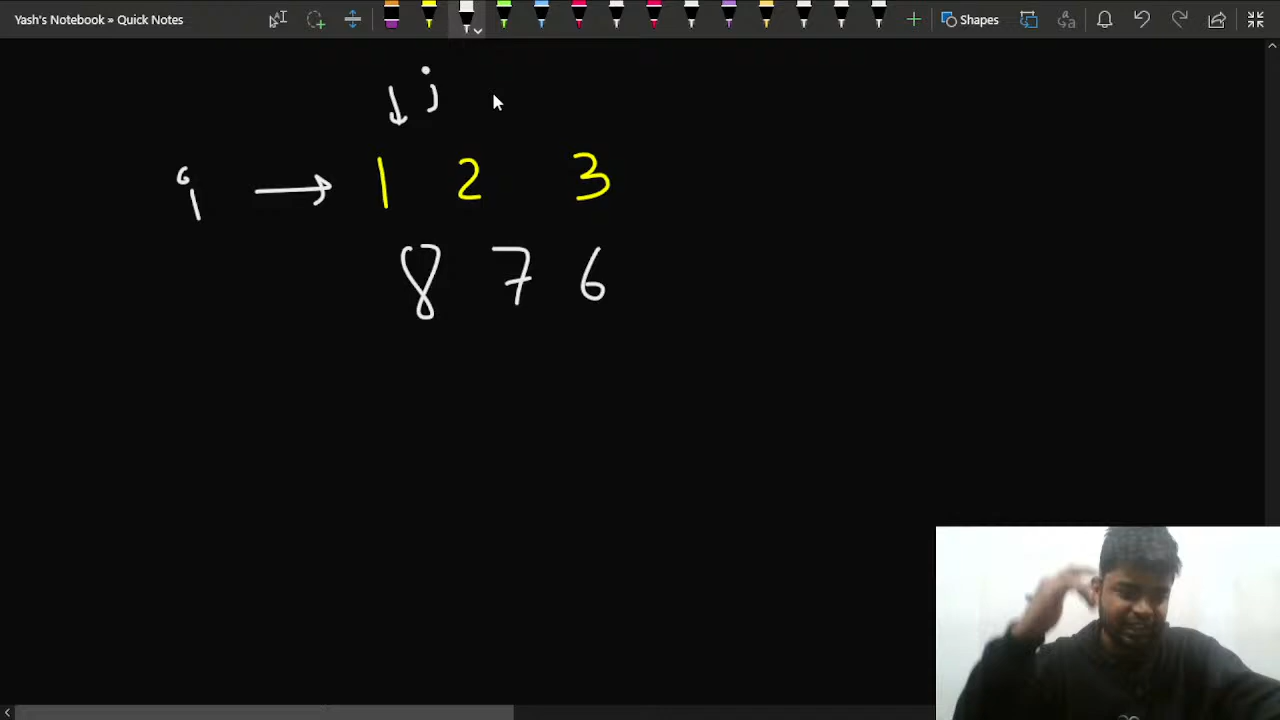 Yash's Notebook » Quick Notes
Shapes
j
i → 1 2 3
8 7 6